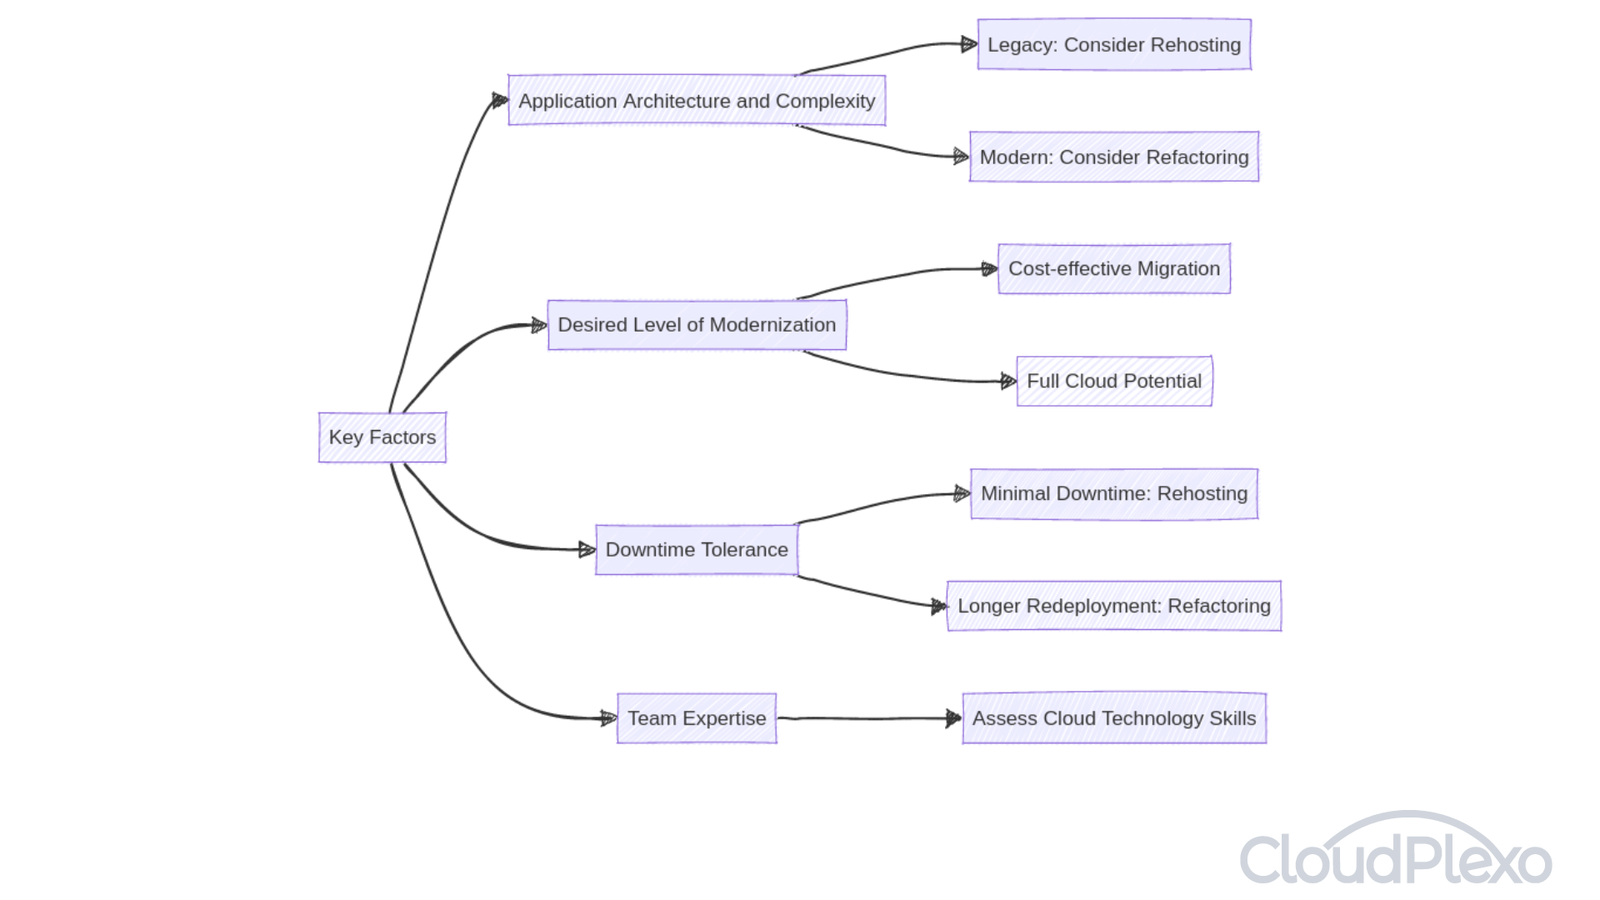 Legacy: Consider Rehosting
Application Architecture and Complexity
Modern: Consider Refactoring
Cost-effective Migration
Desired Level of Modernization
Full Cloud Potential
Key Factors
Minimal Downtime: Rehosting
Downtime Tolerance
Longer Redeployment: Refactoring
Team Expertise
Assess Cloud Technology Skills
CloudPlexo